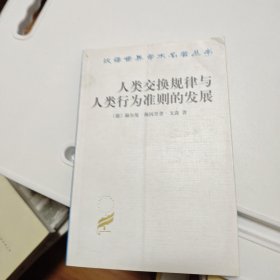 汉译世界学术名著丛书
人类交换规律与
人类行为准则的发展
〔德〕赫尔曼·海因里希·戈森 著